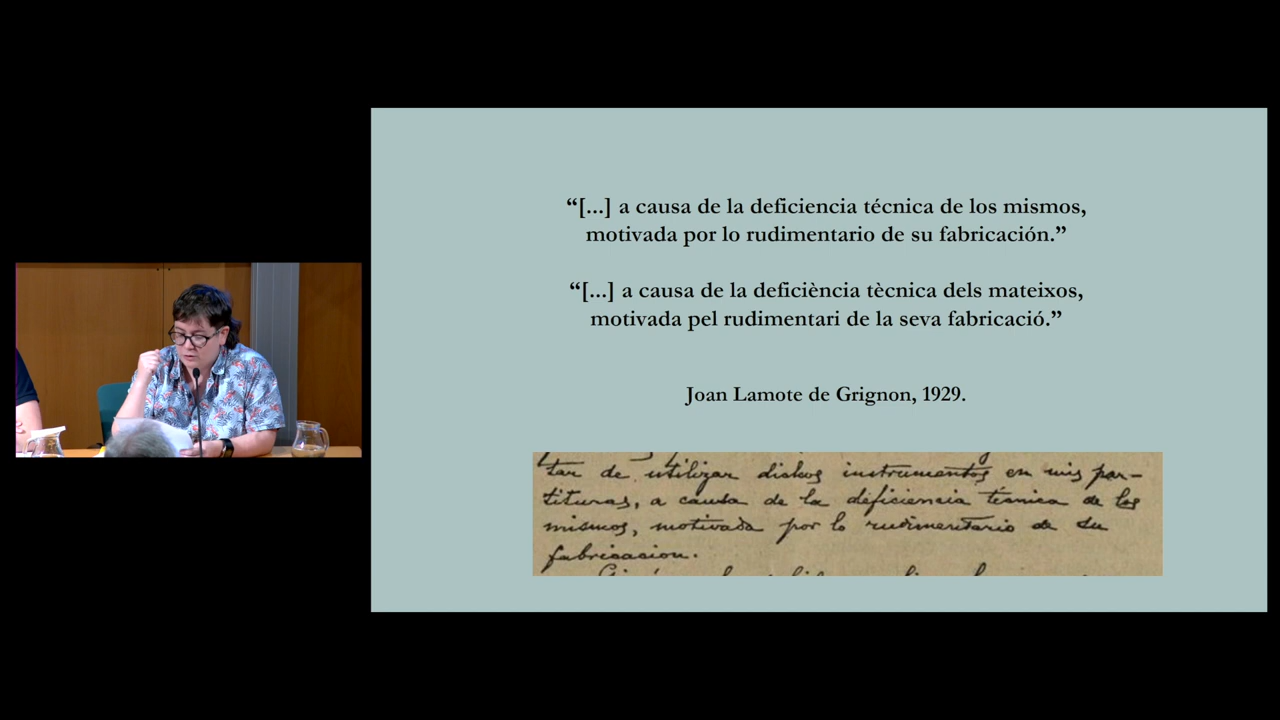 “[...] a causa de la deficiencia técnica de los mismos,
motivada por lo rudimentario de su fabricación.”
“[...] a causa de la deficiència tècnica dels mateixos,
motivada pel rudimentari de la seva fabricació.”
Joan Lamote de Grignon, 1929.
tar de utilizar dichos instrumentos en mis par-
tituras, a causa de la deficiencia técnica de los
mismos, motivada por lo rudimentario de su
fabricacion.